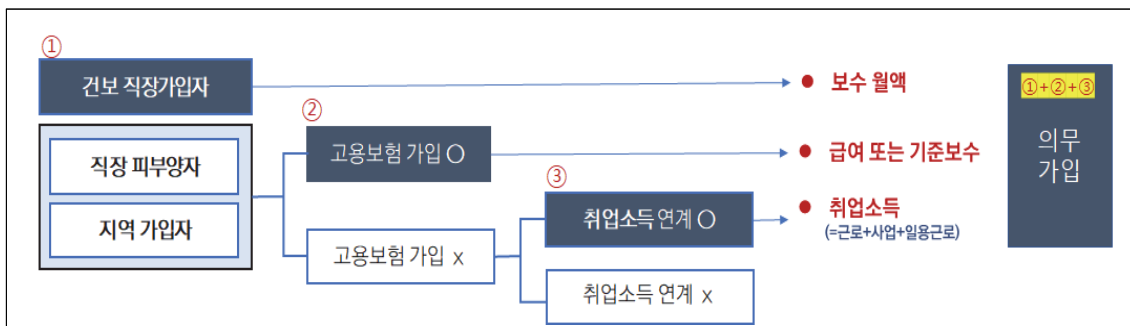 ①
건보 직장가입자
● 보수 월액
직장 피부양자
지역 가입자
②
고용보험 가입 O
● 급여 또는 기준보수
고용보험 가입 x
③
취업소득 연계 O
● 취업소득
(=근로+사업+일용근로)
취업소득 연계 x
①+②+③
의무
가입